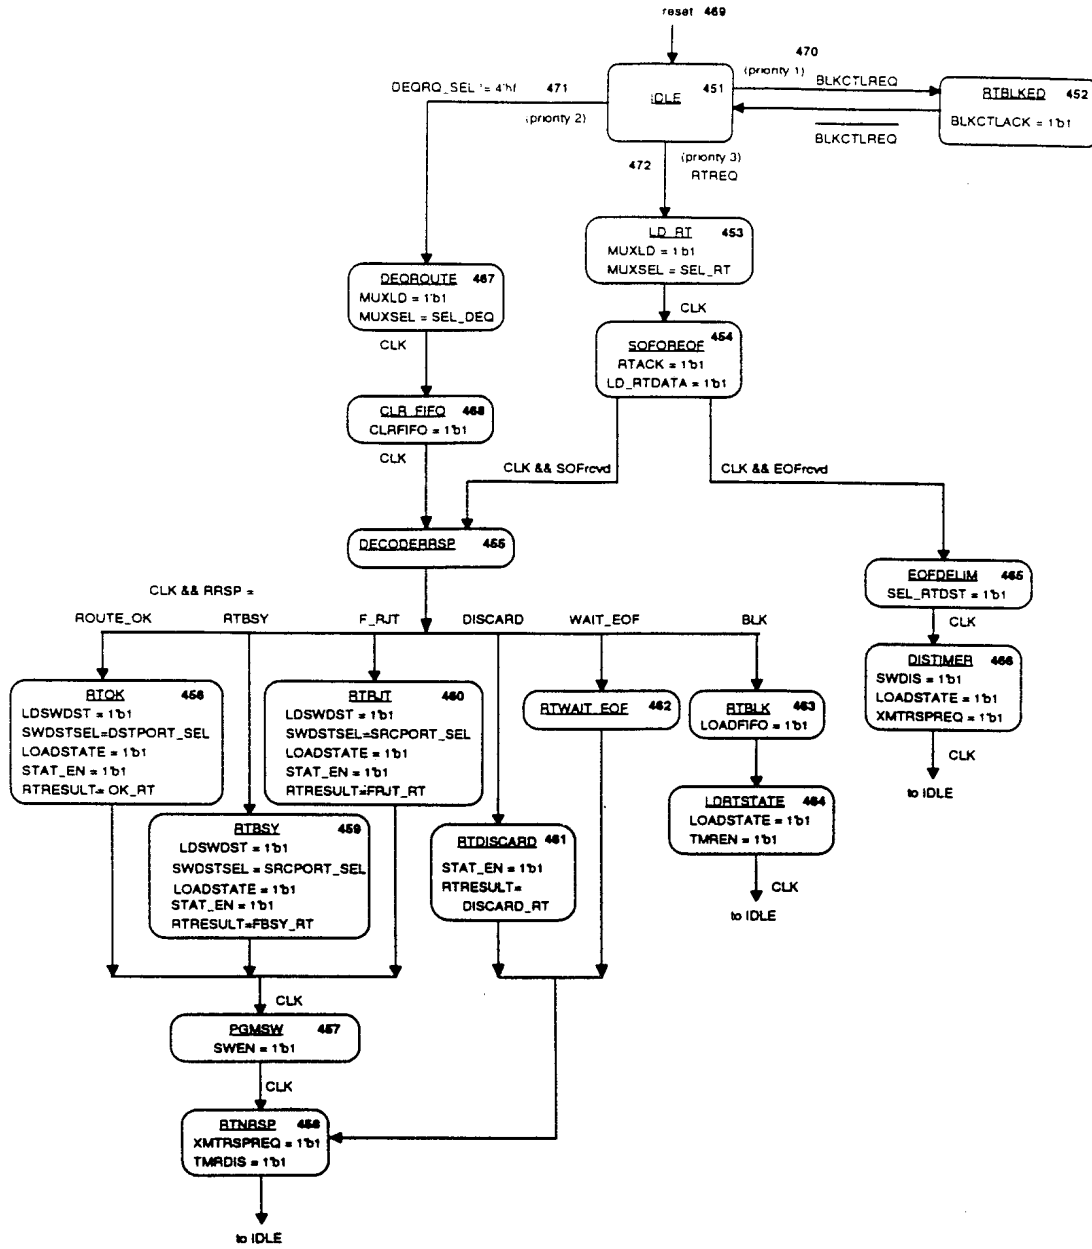 reset 469
470
(priority 1)
BLKCTLREQ
IDLE 451
RTBLKED 452
BLKCTLACK = 1'b1
BLKCTLREQ
DEQRQ_SEL != 4'hf 471
(priority 2)
472
(priority 3)
RTREQ
LD_RT 453
MUXLD = 1'b1
MUXSEL = SEL_RT
CLK
DEQROUTE 467
MUXLD = 1'b1
MUXSEL = SEL_DEQ
CLK
SOFOREOF 454
RTACK = 1'b1
LD_RTDATA = 1'b1
CLR_FIFO 468
CLRFIFO = 1'b1
CLK
CLK && SOFrcvd
CLK && EOFrcvd
DECODERRSP 455
EOFDELIM 465
SEL_RTDST = 1'b1
CLK
CLK && RRSP =
ROUTE_OK
RTBSY
F_RJT
DISCARD
WAIT_EOF
BLK
DISTIMER 466
SWDIS = 1'b1
LOADSTATE = 1'b1
XMTRSPREQ = 1'b1
CLK
to IDLE
RTOK 456
LDSWDST = 1'b1
SWDSTSEL=DSTPORT_SEL
LOADSTATE = 1'b1
STAT_EN = 1'b1
RTRESULT= OK_RT
RTRJT 460
LDSWDST = 1'b1
SWDSTSEL=SRCPORT_SEL
LOADSTATE = 1'b1
STAT_EN = 1'b1
RTRESULT=FRJT_RT
RTWAIT_EOF 462
RTBLK 463
LOADFIFO = 1'b1
LDRTSTATE 464
LOADSTATE = 1'b1
TMREN = 1'b1
CLK
to IDLE
RTBSY 459
LDSWDST = 1'b1
SWDSTSEL = SRCPORT_SEL
LOADSTATE = 1'b1
STAT_EN = 1'b1
RTRESULT=FBSY_RT
RTDISCARD 461
STAT_EN = 1'b1
RTRESULT=
DISCARD_RT
CLK
PGMSW 457
SWEN = 1'b1
CLK
RTNRSP 458
XMTRSPREQ = 1'b1
TMRDIS = 1'b1
to IDLE